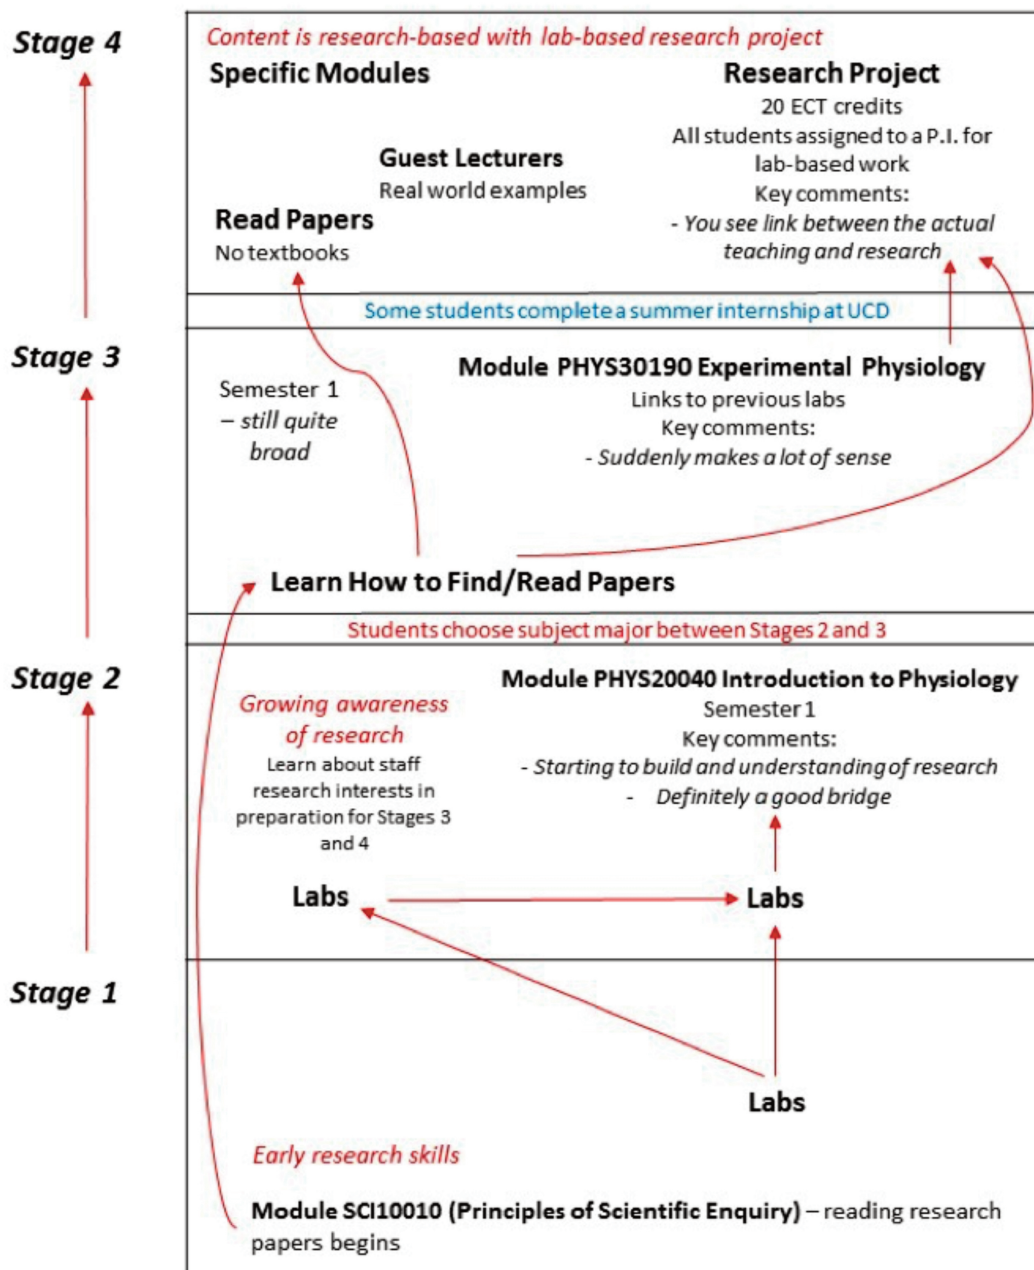 Stage 4
Content is research-based with lab-based research project
Specific Modules
Research Project
20 ECT credits
All students assigned to a P.I. for
lab-based work
Key comments:
- You see link between the actual
teaching and research
Guest Lecturers
Real world examples
Read Papers
No textbooks
Some students complete a summer internship at UCD
Stage 3
Module PHYS30190 Experimental Physiology
Links to previous labs
Key comments:
- Suddenly makes a lot of sense
Semester 1
– still quite
broad
Learn How to Find/Read Papers
Students choose subject major between Stages 2 and 3
Stage 2
Module PHYS20040 Introduction to Physiology
Semester 1
Key comments:
- Starting to build and understanding of research
- Definitely a good bridge
Growing awareness
of research
Learn about staff
research interests in
preparation for Stages 3
and 4
Labs
Labs
Stage 1
Labs
Early research skills
Module SCI10010 (Principles of Scientific Enquiry) – reading research
papers begins